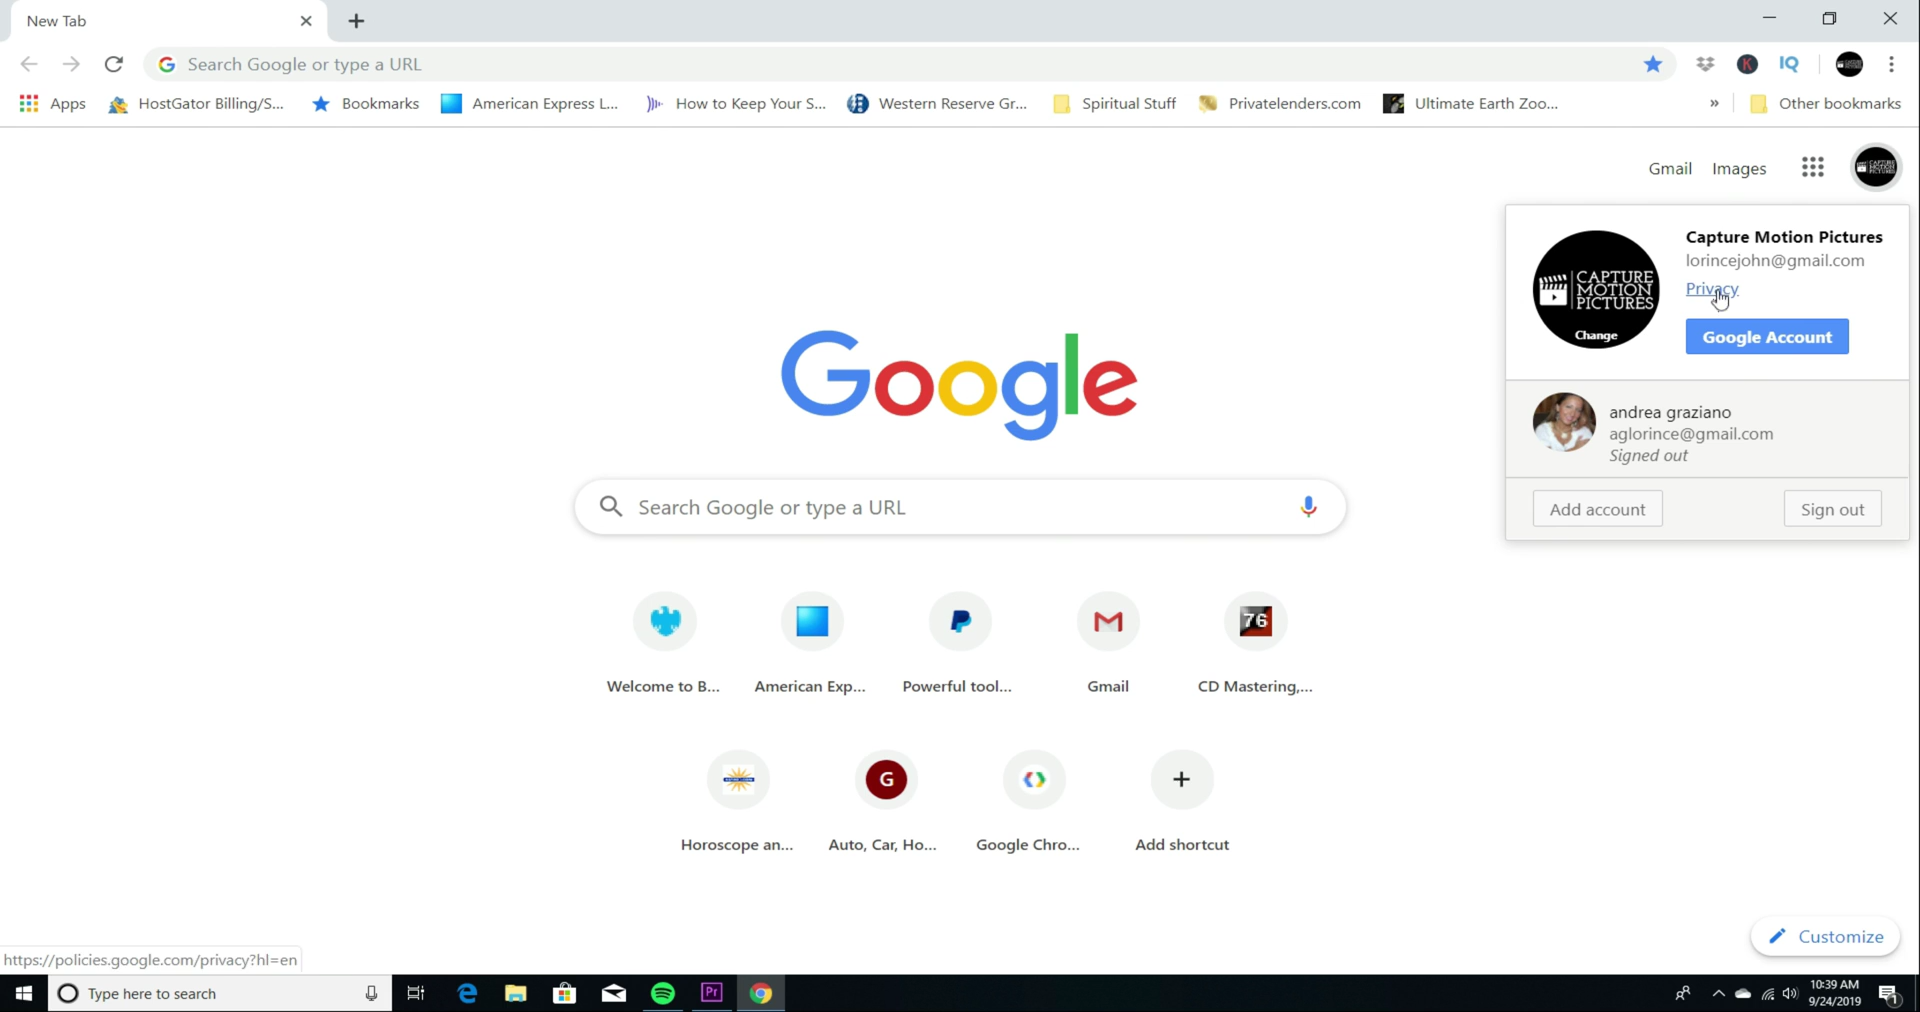 New Tab
Search Google or type a URL
IQ
Apps
HostGator Billing/S...
Bookmarks
American Express L...
How to Keep Your S...
Western Reserve Gr...
Spiritual Stuff
Privatelenders.com
Ultimate Earth Zoo...
»
Other bookmarks
Gmail
Images
Capture Motion Pictures
lorincejohn@gmail.com
Privacy
CAPTURE
MOTION
PICTURES
Change
Google Account
andrea graziano
aglorince@gmail.com
Signed out
Add account
Sign out
Google
Search Google or type a URL
76
Welcome to B...
American Exp...
Powerful tool...
Gmail
CD Mastering,...
G
Horoscope an...
Auto, Car, Ho...
Google Chro...
Add shortcut
Customize
https://policies.google.com/privacy?hl=en
Type here to search
Pr
10:39 AM
9/24/2019
1